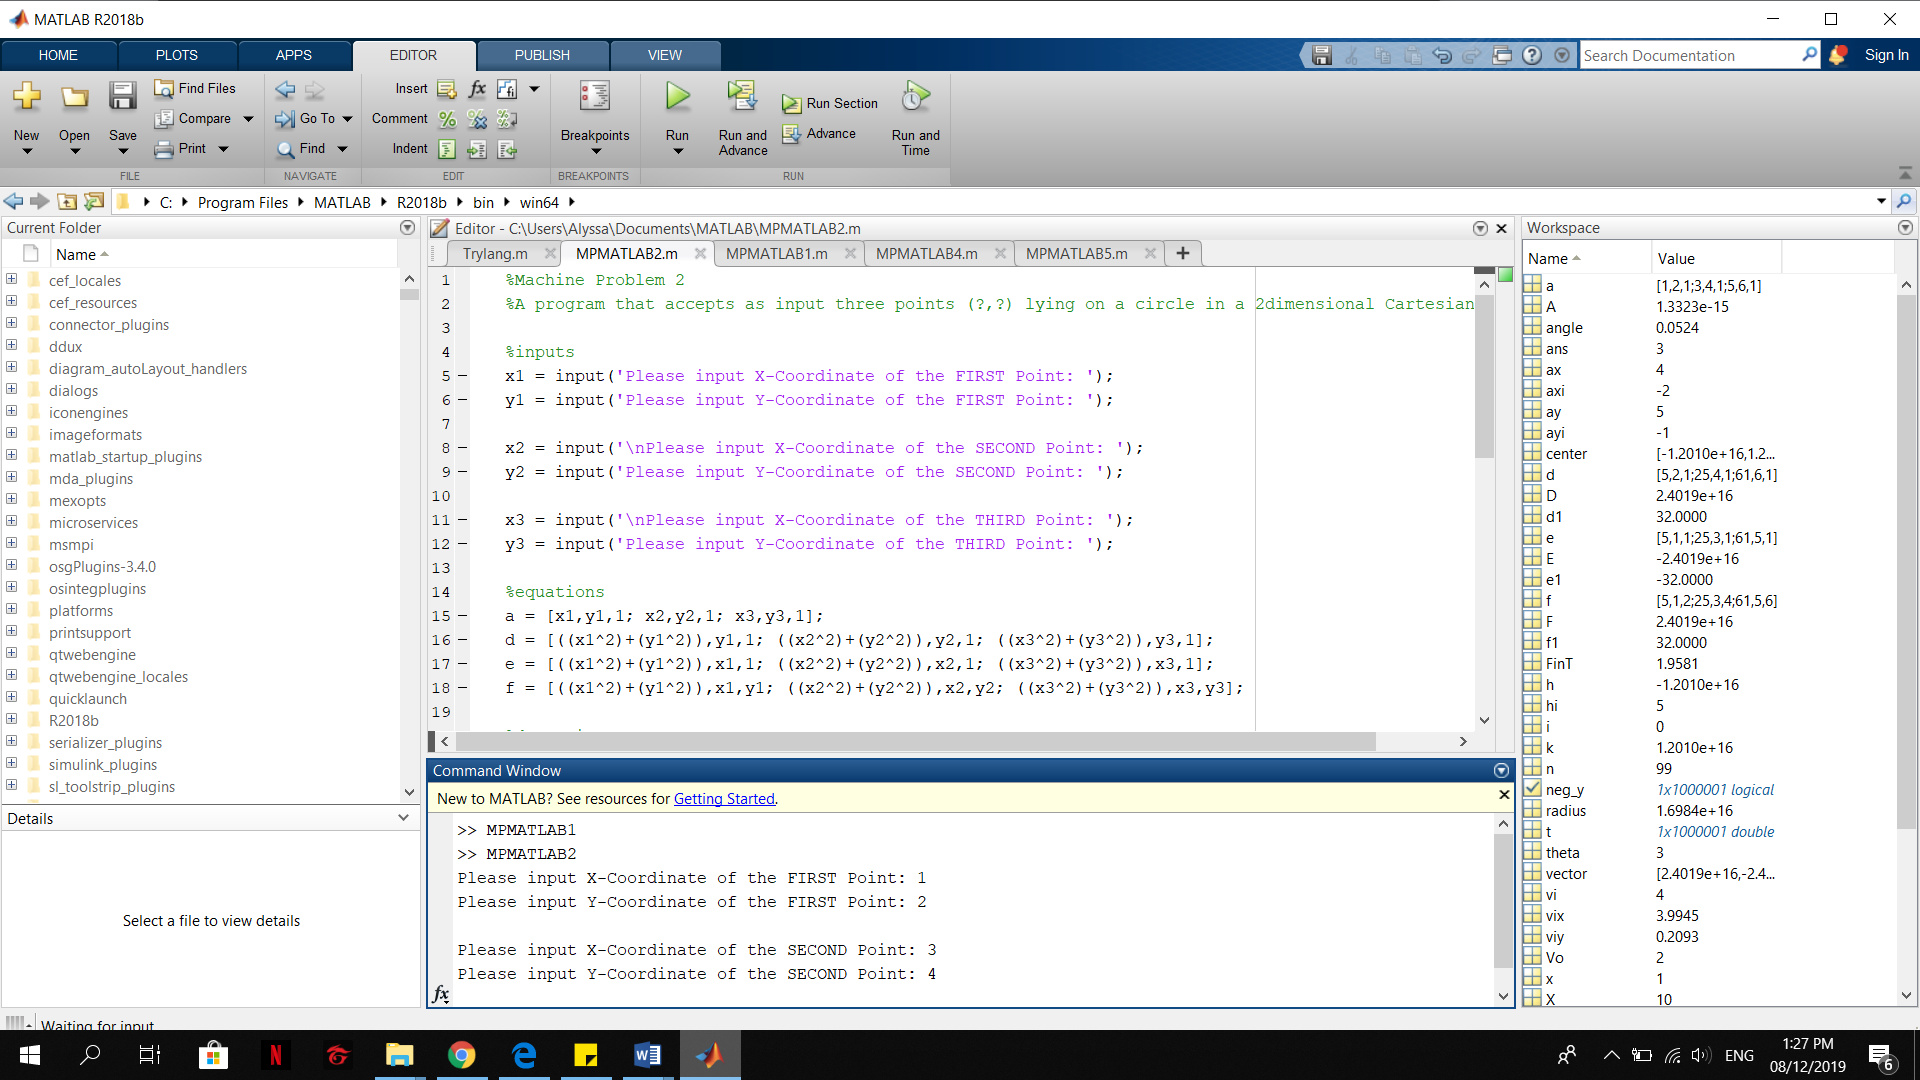 MATLAB R2018b
HOME PLOTS APPS EDITOR PUBLISH VIEW Search Documentation Sign In
New Open Save Find Files Compare Print
FILE
Go To Find
NAVIGATE
Insert fx
Comment
Indent
EDIT
Breakpoints
BREAKPOINTS
Run Run and Advance Run Section Advance Run and Time
RUN
C: Program Files MATLAB R2018b bin win64
Current Folder
Name
cef_locales
cef_resources
connector_plugins
ddux
diagram_autoLayout_handlers
dialogs
iconengines
imageformats
matlab_startup_plugins
mda_plugins
mexopts
microservices
msmpi
osgPlugins-3.4.0
osintegplugins
platforms
printsupport
qtwebengine
qtwebengine_locales
quicklaunch
R2018b
serializer_plugins
simulink_plugins
sl_toolstrip_plugins
Details
Select a file to view details
Editor - C:\Users\Alyssa\Documents\MATLAB\MPMATLAB2.m
Trylang.m MPMATLAB2.m MPMATLAB1.m MPMATLAB4.m MPMATLAB5.m
1 %Machine Problem 2
2 %A program that accepts as input three points (?,?) lying on a circle in a 2dimensional Cartesian
3
4 %inputs
5 x1 = input('Please input X-Coordinate of the FIRST Point: ');
6 y1 = input('Please input Y-Coordinate of the FIRST Point: ');
7
8 x2 = input('\nPlease input X-Coordinate of the SECOND Point: ');
9 y2 = input('Please input Y-Coordinate of the SECOND Point: ');
10
11 x3 = input('\nPlease input X-Coordinate of the THIRD Point: ');
12 y3 = input('Please input Y-Coordinate of the THIRD Point: ');
13
14 %equations
15 a = [x1,y1,1; x2,y2,1; x3,y3,1];
16 d = [((x1^2)+(y1^2)),y1,1; ((x2^2)+(y2^2)),y2,1; ((x3^2)+(y3^2)),y3,1];
17 e = [((x1^2)+(y1^2)),x1,1; ((x2^2)+(y2^2)),x2,1; ((x3^2)+(y3^2)),x3,1];
18 f = [((x1^2)+(y1^2)),x1,y1; ((x2^2)+(y2^2)),x2,y2; ((x3^2)+(y3^2)),x3,y3];
19
Command Window
New to MATLAB? See resources for Getting Started.
>> MPMATLAB1
>> MPMATLAB2
Please input X-Coordinate of the FIRST Point: 1
Please input Y-Coordinate of the FIRST Point: 2
Please input X-Coordinate of the SECOND Point: 3
Please input Y-Coordinate of the SECOND Point: 4
fx
Workspace
Name Value
a [1,2,1;3,4,1;5,6,1]
A 1.3323e-15
angle 0.0524
ans 3
ax 4
axi -2
ay 5
ayi -1
center [-1.2010e+16,1.2...
d [5,2,1;25,4,1;61,6,1]
D 2.4019e+16
d1 32.0000
e [5,1,1;25,3,1;61,5,1]
E -2.4019e+16
e1 -32.0000
f [5,1,2;25,3,4;61,5,6]
F 2.4019e+16
f1 32.0000
FinT 1.9581
h -1.2010e+16
hi 5
i 0
k 1.2010e+16
n 99
neg_y 1x1000001 logical
radius 1.6984e+16
t 1x1000001 double
theta 3
vector [2.4019e+16,-2.4...
vi 4
vix 3.9945
viy 0.2093
Vo 2
x 1
X 10
Waiting for input
ENG
1:27 PM
08/12/2019
6